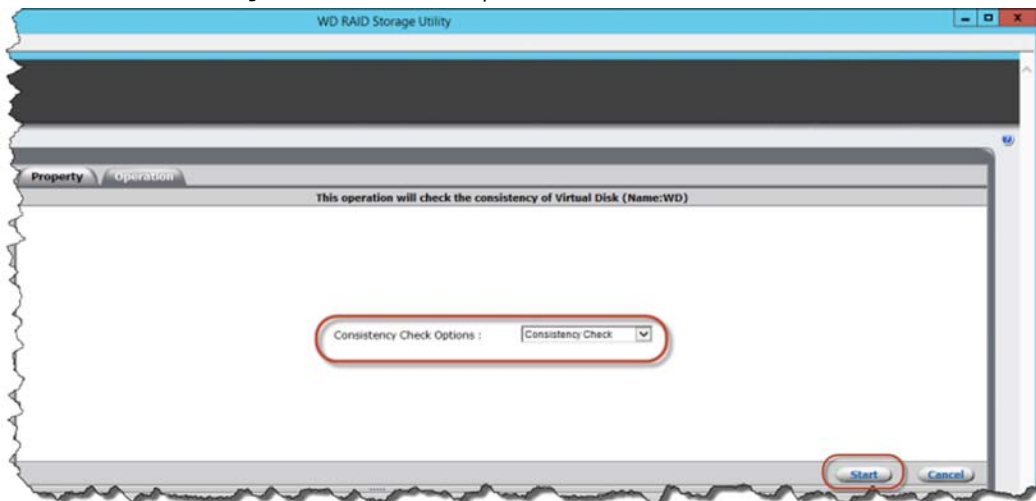 WD RAID Storage Utility
Property Operation
This operation will check the consistency of Virtual Disk (Name:WD)
Consistency Check Options : Consistency Check
Start Cancel